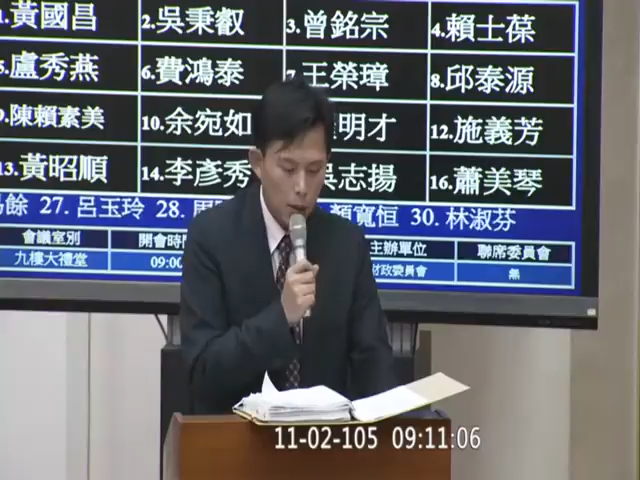 1.黃國昌 2.吳秉叡 3.曾銘宗 4.賴士葆
5.盧秀燕 6.費鴻泰 7.王榮璋 8.邱泰源
9.陳賴素美 10.余宛如 明才 12.施義芳
13.黃昭順 14.李彥秀 吳志揚 16.蕭美琴
餘 27.呂玉玲 28. 顏寬恒 30.林淑芬
會議室別 開會時間 主辦單位 聯席委員會
九樓大禮堂 09:00 財政委員會 無
11-02-105 09:11:06